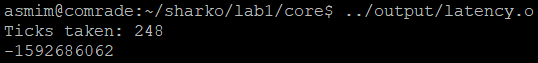 asmim@comrade:~/sharko/lab1/core$ ../output/latency.o
Ticks taken: 248
-1592686062